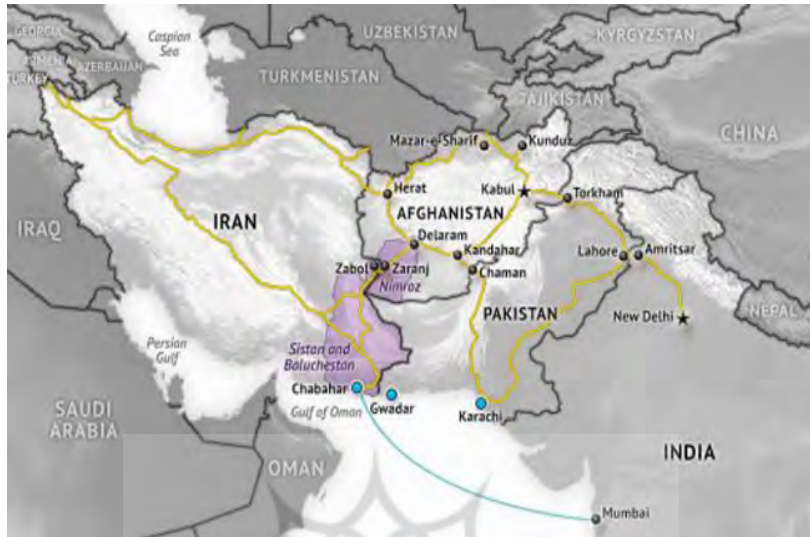 GEORGIA
Caspian
Sea
UZBEKISTAN
KYRGYZSTAN
ARMENIA
AZERBAIJAN
TURKEY
TURKMENISTAN
TAJIKISTAN
CHINA
Mazar-e-Sharif
Kunduz
Herat
Kabul
Torkham
IRAN
AFGHANISTAN
IRAQ
Delaram
Kandahar
Lahore
Amritsar
Zabol
Zaranj
Chaman
Nimroz
PAKISTAN
New Delhi
NEPAL
Persian
Gulf
Sistan and
Baluchestan
Chabahar
Gulf of Oman
Gwadar
Karachi
SAUDI
ARABIA
OMAN
INDIA
Mumbai